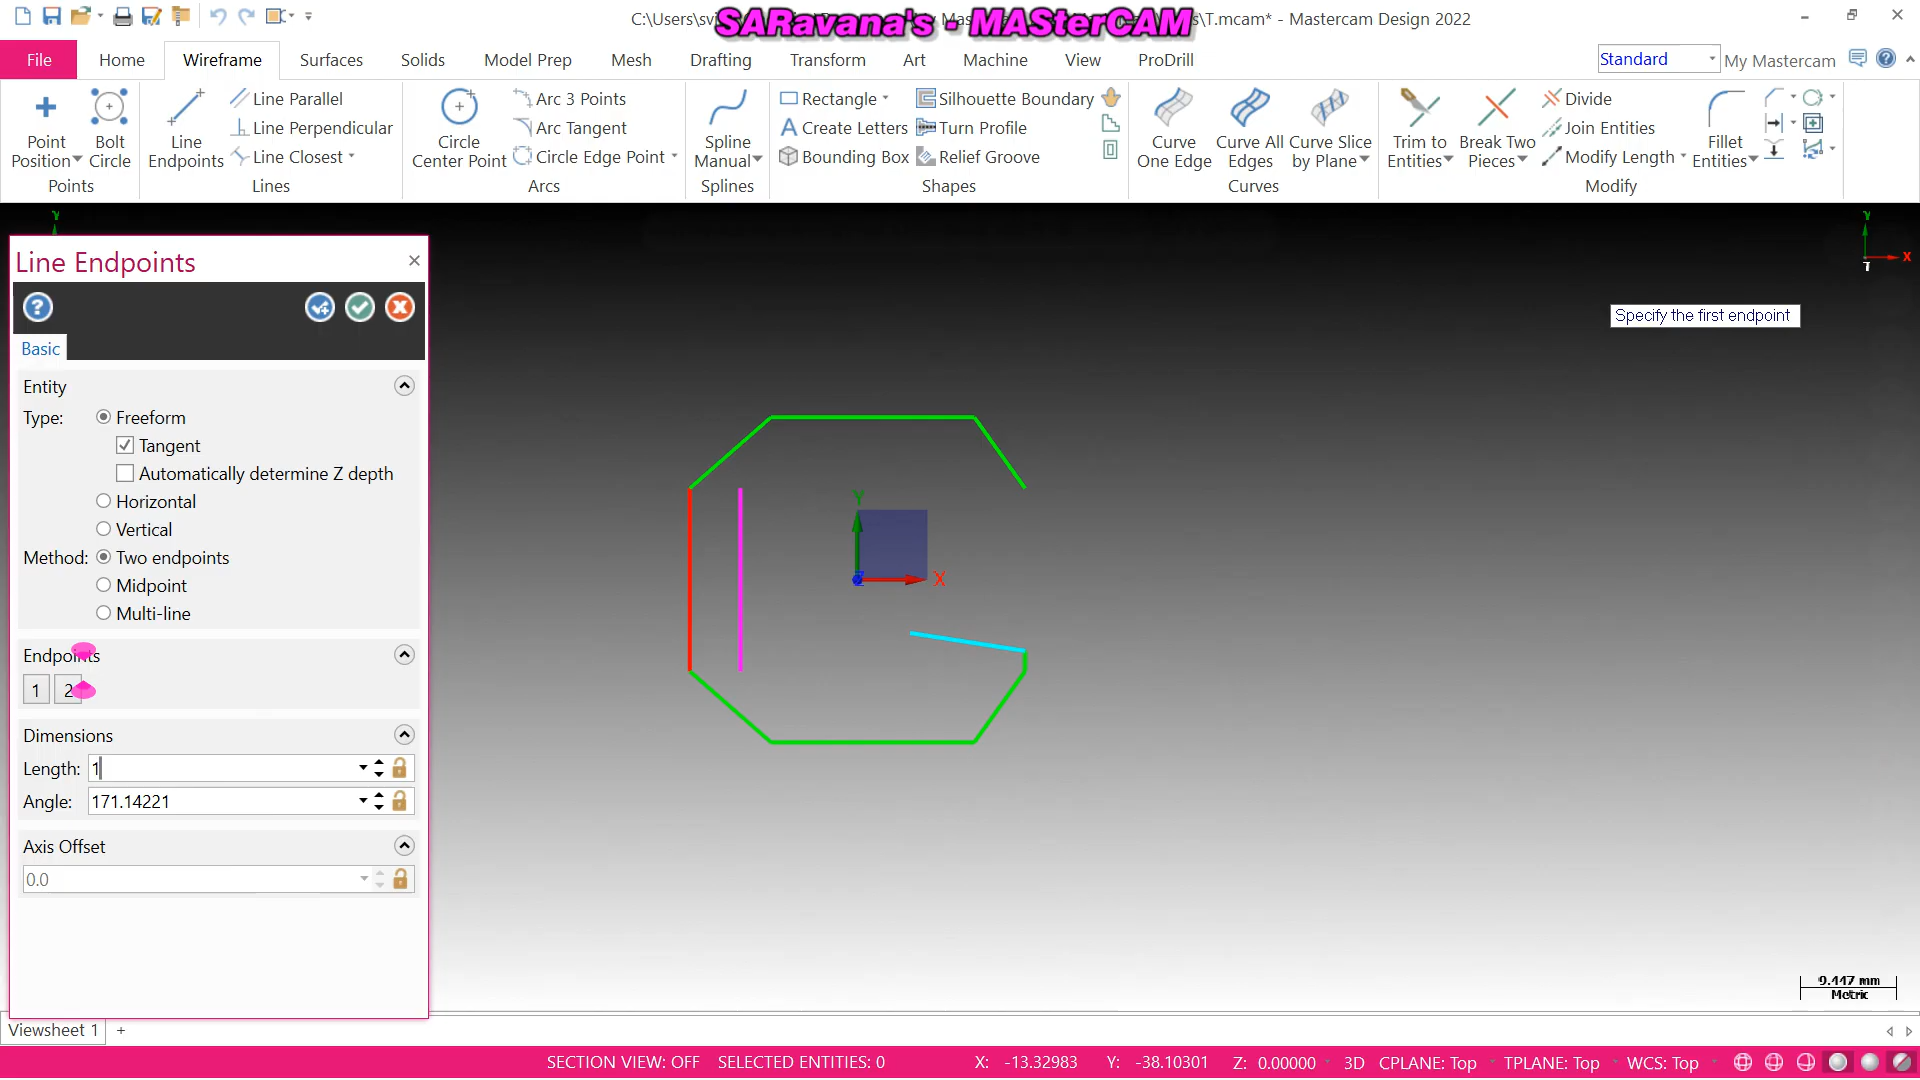 C:\Users\svi
SARavana's - MASterCAM
s\T.mcam* - Mastercam Design 2022
File
Home
Wireframe
Surfaces
Solids
Model Prep
Mesh
Drafting
Transform
Art
Machine
View
ProDrill
Standard
My Mastercam
Point
Position
Bolt
Circle
Points
Line
Endpoints
Line Parallel
Line Perpendicular
Line Closest
Lines
Circle
Center Point
Arc 3 Points
Arc Tangent
Circle Edge Point
Arcs
Spline
Manual
Splines
Rectangle
Create Letters
Bounding Box
Silhouette Boundary
Turn Profile
Relief Groove
Shapes
Curve
One Edge
Curve All
Edges
Curve Slice
by Plane
Curves
Trim to
Entities
Break Two
Pieces
Divide
Join Entities
Modify Length
Fillet
Entities
Modify
Y
Y
X
T
Line Endpoints
Basic
Entity
Type:
Freeform
Tangent
Automatically determine Z depth
Horizontal
Vertical
Method:
Two endpoints
Midpoint
Multi-line
Endpoints
1
2
Dimensions
Length: 1
Angle: 171.14221
Axis Offset
0.0
Specify the first endpoint
Y
Z
X
9.447 mm
Metric
Viewsheet 1
+
SECTION VIEW: OFF
SELECTED ENTITIES: 0
X: -13.32983
Y: -38.10301
Z: 0.00000
3D
CPLANE: Top
TPLANE: Top
WCS: Top